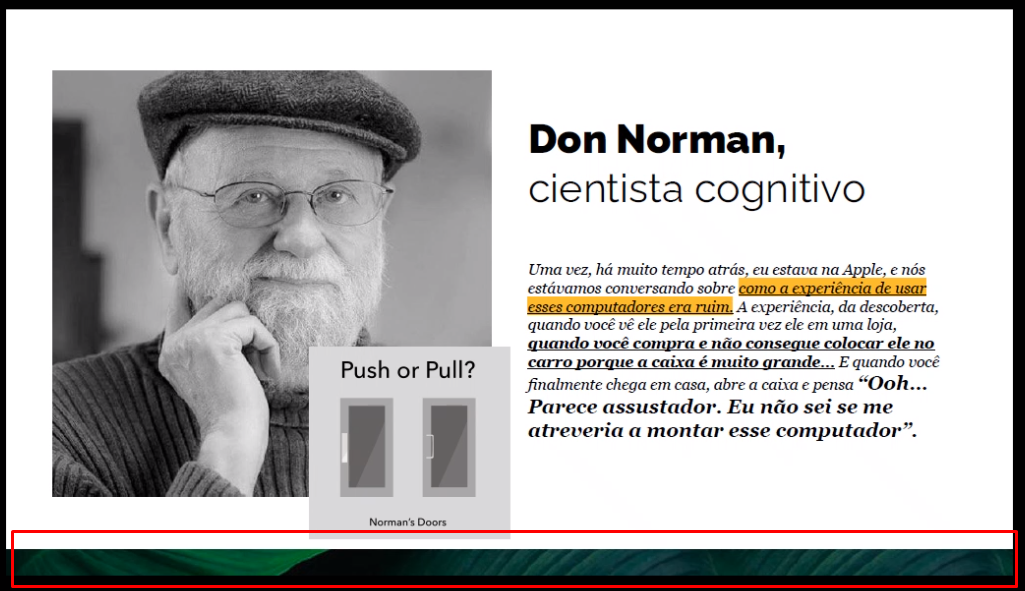 Don Norman,
cientista cognitivo
Uma vez, há muito tempo atrás, eu estava na Apple, e nós
estávamos conversando sobre como a experiência de usar
esses computadores era ruim. A experiência, da descoberta,
quando você vê ele pela primeira vez ele em uma loja,
quando você compra e não consegue colocar ele no
carro porque a caixa é muito grande... E quando você
finalmente chega em casa, abre a caixa e pensa “Ooh...
Parece assustador. Eu não sei se me
atreveria a montar esse computador”.
Push or Pull?
Norman's Doors